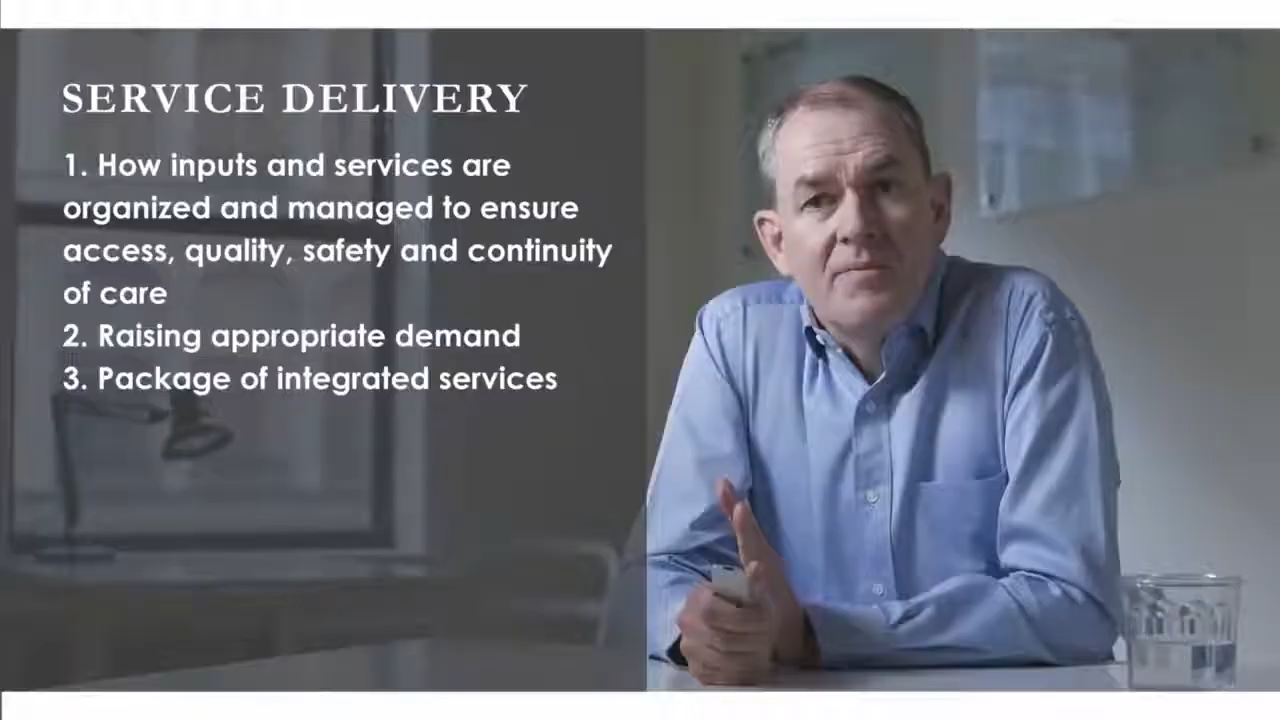 SERVICE DELIVERY
1. How inputs and services are
organized and managed to ensure
access, quality, safety and continuity
of care
2. Raising appropriate demand
3. Package of integrated services